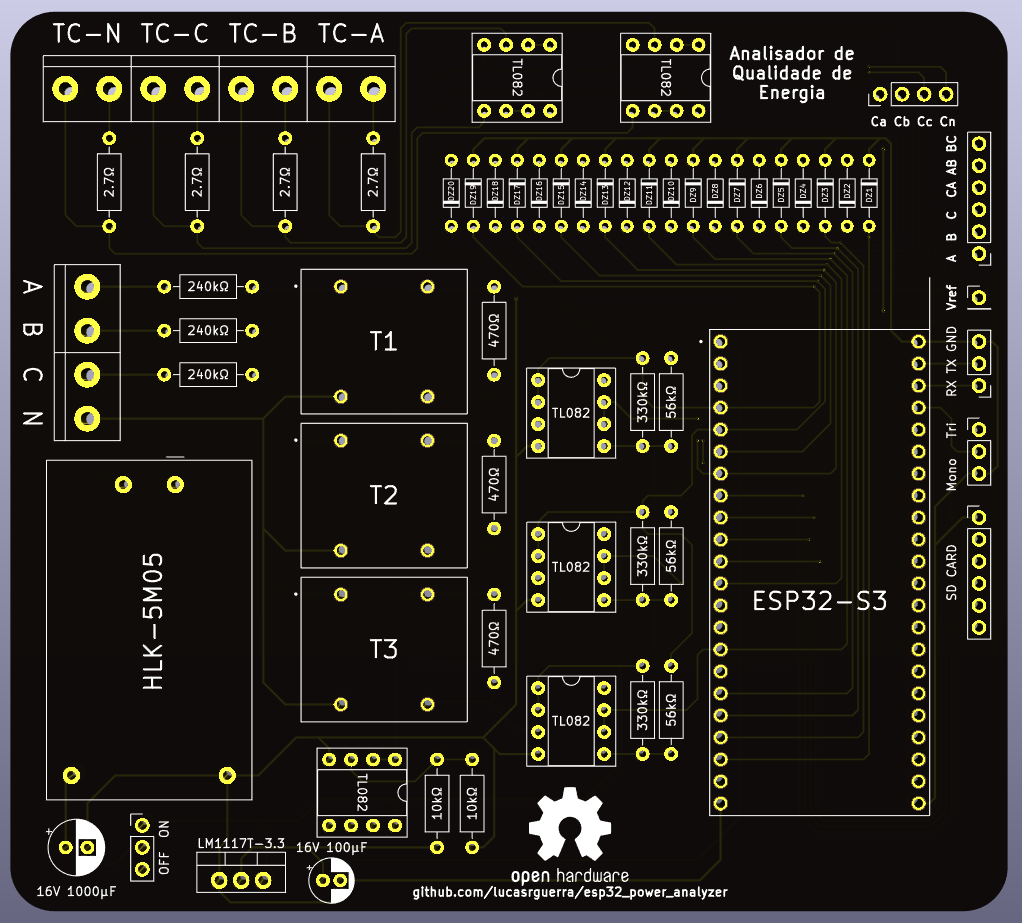 TC-N TC-C TC-B TC-A
TL082
TL082
Analisador de
Qualidade de
Energia
Ca Cb Cc Cn
2.7Ω
2.7Ω
2.7Ω
2.7Ω
DZ20
DZ19
DZ18
DZ17
DZ16
DZ15
DZ14
DZ13
DZ12
DZ11
DZ10
DZ9
DZ8
DZ7
DZ6
DZ5
DZ4
DZ3
DZ2
DZ1
A B C CA AB BC
A
B
C
N
240kΩ
240kΩ
240kΩ
T1
470Ω
Vref
RX TX GND
TL082
330kΩ
56kΩ
Mono Tri
T2
470Ω
TL082
330kΩ
56kΩ
SD CARD
HLK-5M05
ESP32-S3
T3
470Ω
TL082
330kΩ
56kΩ
TL082
10kΩ
10kΩ
+
16V 1000µF
OFF ON
LM1117T-3.3
16V 100µF
+
open hardware
github.com/lucasrguerra/esp32_power_analyzer